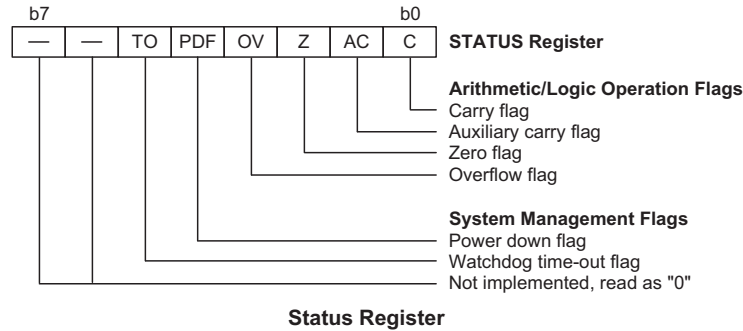 b7 b0
— — TO PDF OV Z AC C STATUS Register
Arithmetic/Logic Operation Flags
Carry flag
Auxiliary carry flag
Zero flag
Overflow flag
System Management Flags
Power down flag
Watchdog time-out flag
Not implemented, read as "0"
Status Register